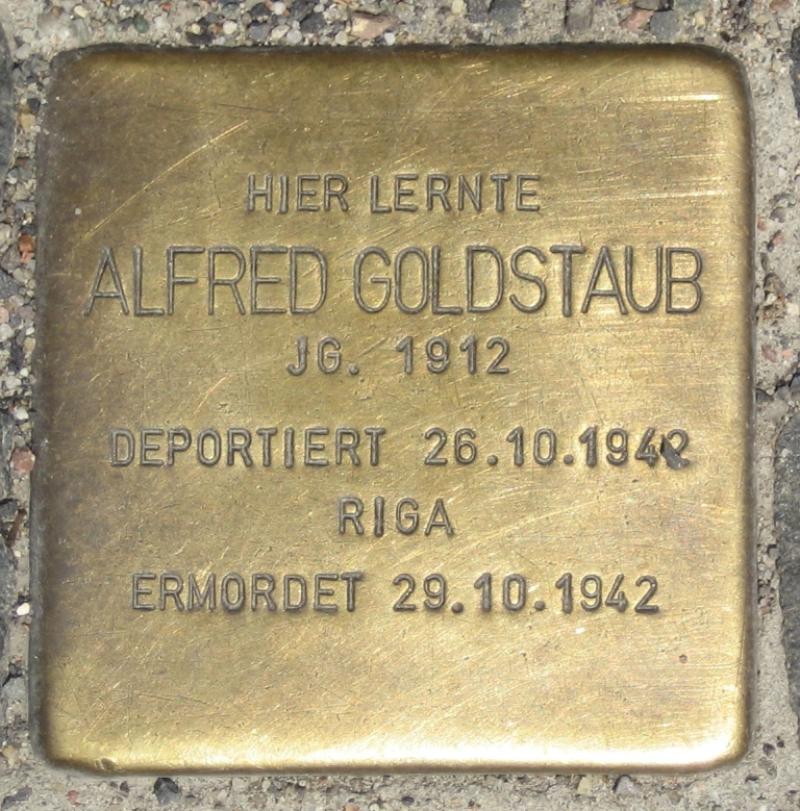 HIER LERNTE
ALFRED GOLDSTAUB
JG. 1912
DEPORTIERT 26.10.1942
RIGA
ERMORDET 29.10.1942